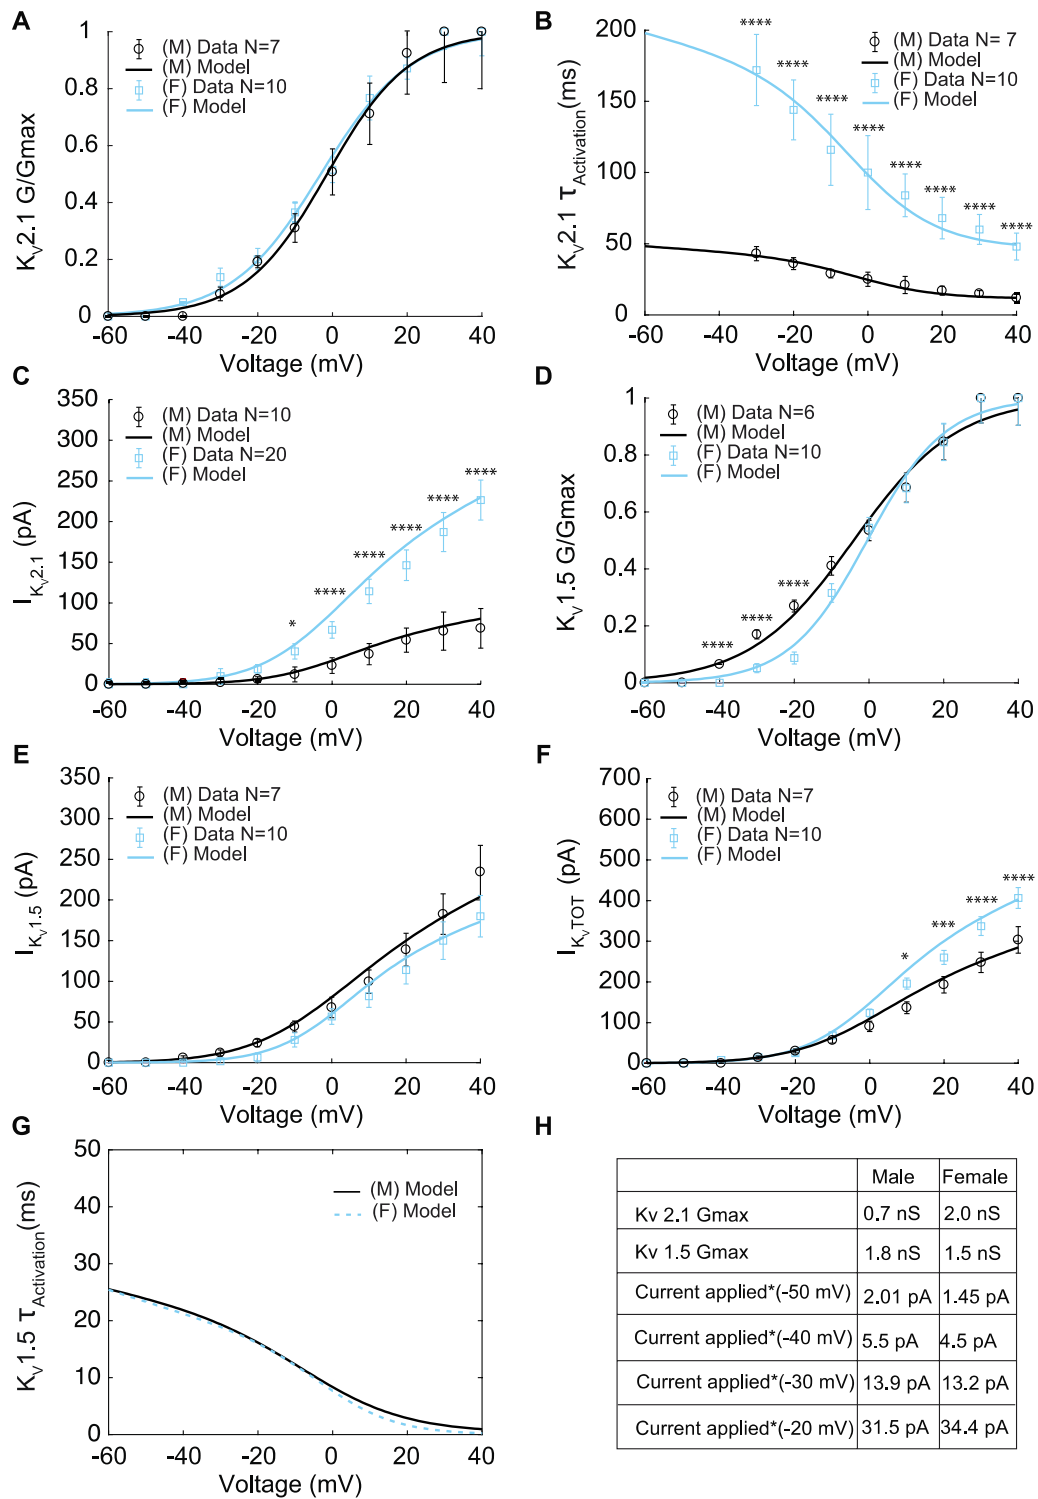 A
1
0.8
0.6
0.4
0.2
0
K_V2.1 G/Gmax
(M) Data N=7
(M) Model
(F) Data N=10
(F) Model
-60 -40 -20 0 20 40
Voltage (mV)
B
200
150
100
50
0
K_V2.1 τ_Activation(ms)
(M) Data N= 7
(M) Model
(F) Data N=10
(F) Model
**** **** **** **** **** **** **** ****
-60 -40 -20 0 20 40
Voltage (mV)
C
350
300
250
200
150
100
50
0
I_K_V2.1 (pA)
(M) Data N=10
(M) Model
(F) Data N=20
(F) Model
* **** **** **** **** ****
-60 -40 -20 0 20 40
Voltage (mV)
D
1
0.8
0.6
0.4
0.2
0
K_V1.5 G/Gmax
(M) Data N=6
(M) Model
(F) Data N=10
(F) Model
**** **** ****
-60 -40 -20 0 20 40
Voltage (mV)
E
350
300
250
200
150
100
50
0
I_K_V1.5 (pA)
(M) Data N=7
(M) Model
(F) Data N=10
(F) Model
-60 -40 -20 0 20 40
Voltage (mV)
F
700
600
500
400
300
200
100
0
I_K_VTOT (pA)
(M) Data N=7
(M) Model
(F) Data N=10
(F) Model
* *** **** ****
-60 -40 -20 0 20 40
Voltage (mV)
G
50
40
30
20
10
0
K_V1.5 τ_Activation(ms)
(M) Model
(F) Model
-60 -40 -20 0 20 40
Voltage (mV)
H
Male Female
Kv 2.1 Gmax 0.7 nS 2.0 nS
Kv 1.5 Gmax 1.8 nS 1.5 nS
Current applied*(-50 mV) 2.01 pA 1.45 pA
Current applied*(-40 mV) 5.5 pA 4.5 pA
Current applied*(-30 mV) 13.9 pA 13.2 pA
Current applied*(-20 mV) 31.5 pA 34.4 pA